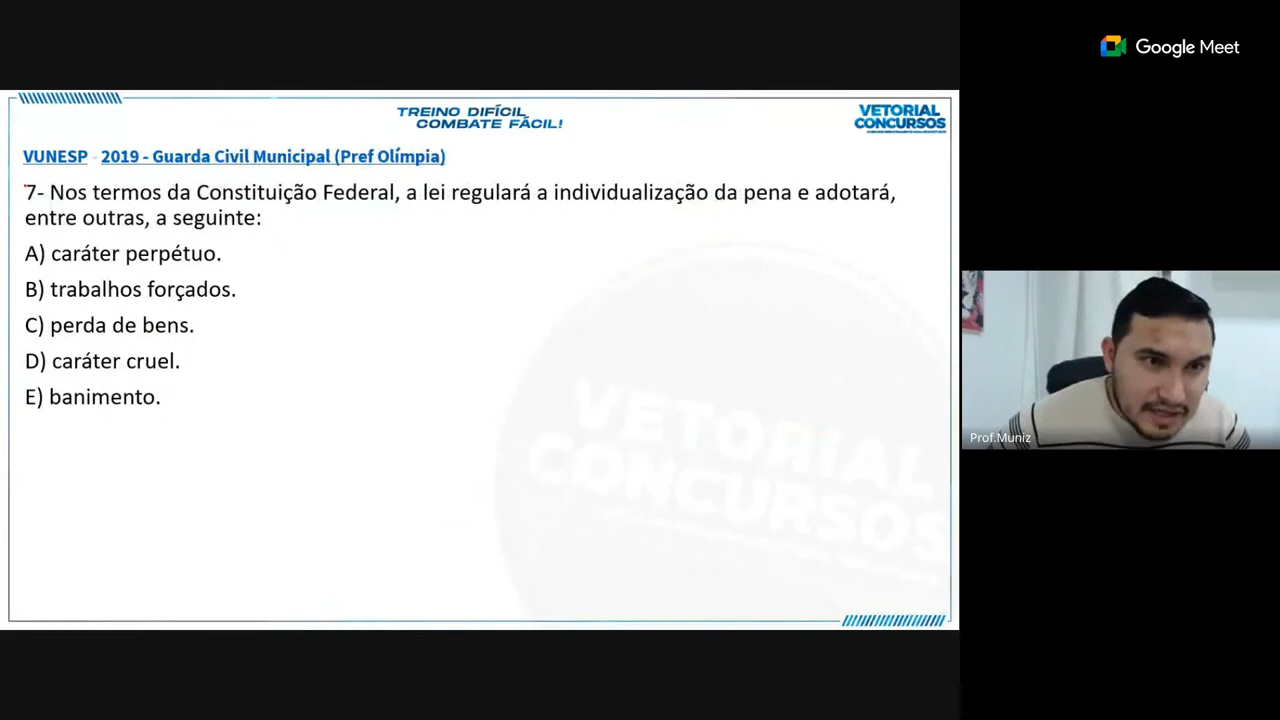 Google Meet
TREINO DIFÍCIL
COMBATE FÁCIL!
VETORIAL
CONCURSOS
VUNESP - 2019 - Guarda Civil Municipal (Pref Olímpia)
7- Nos termos da Constituição Federal, a lei regulará a individualização da pena e adotará,
entre outras, a seguinte:
A) caráter perpétuo.
B) trabalhos forçados.
C) perda de bens.
D) caráter cruel.
E) banimento.
VETORIAL
CONCURSOS
Prof.Muniz